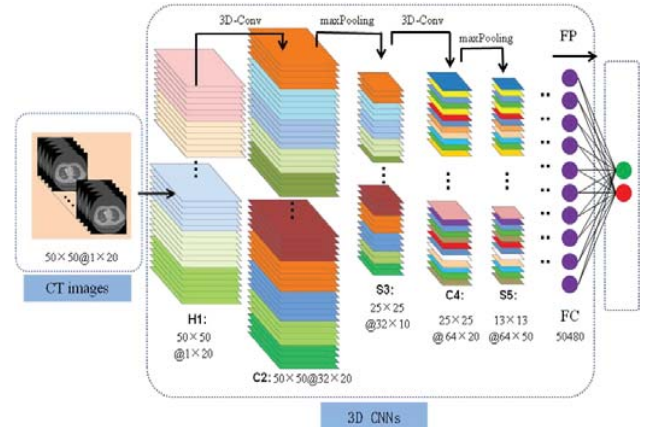 3D-Conv
maxPooling
3D-Conv
maxPooling
FP
50×50@1×20
CT images
H1:
50×50
@1×20
C2: 50×50@32×20
S3:
25×25
@32×10
C4:
25×25
@64×20
S5:
13×13
@64×50
FC
50480
3D CNNs